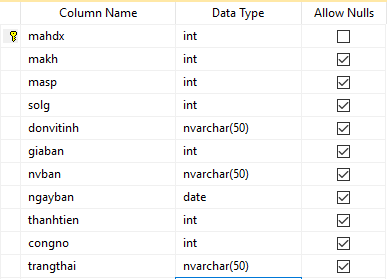 Column Name Data Type Allow Nulls
mahdx int
makh int
masp int
solg int
donvitinh nvarchar(50)
giaban int
nvban nvarchar(50)
ngayban date
thanhtien int
congno int
trangthai nvarchar(50)